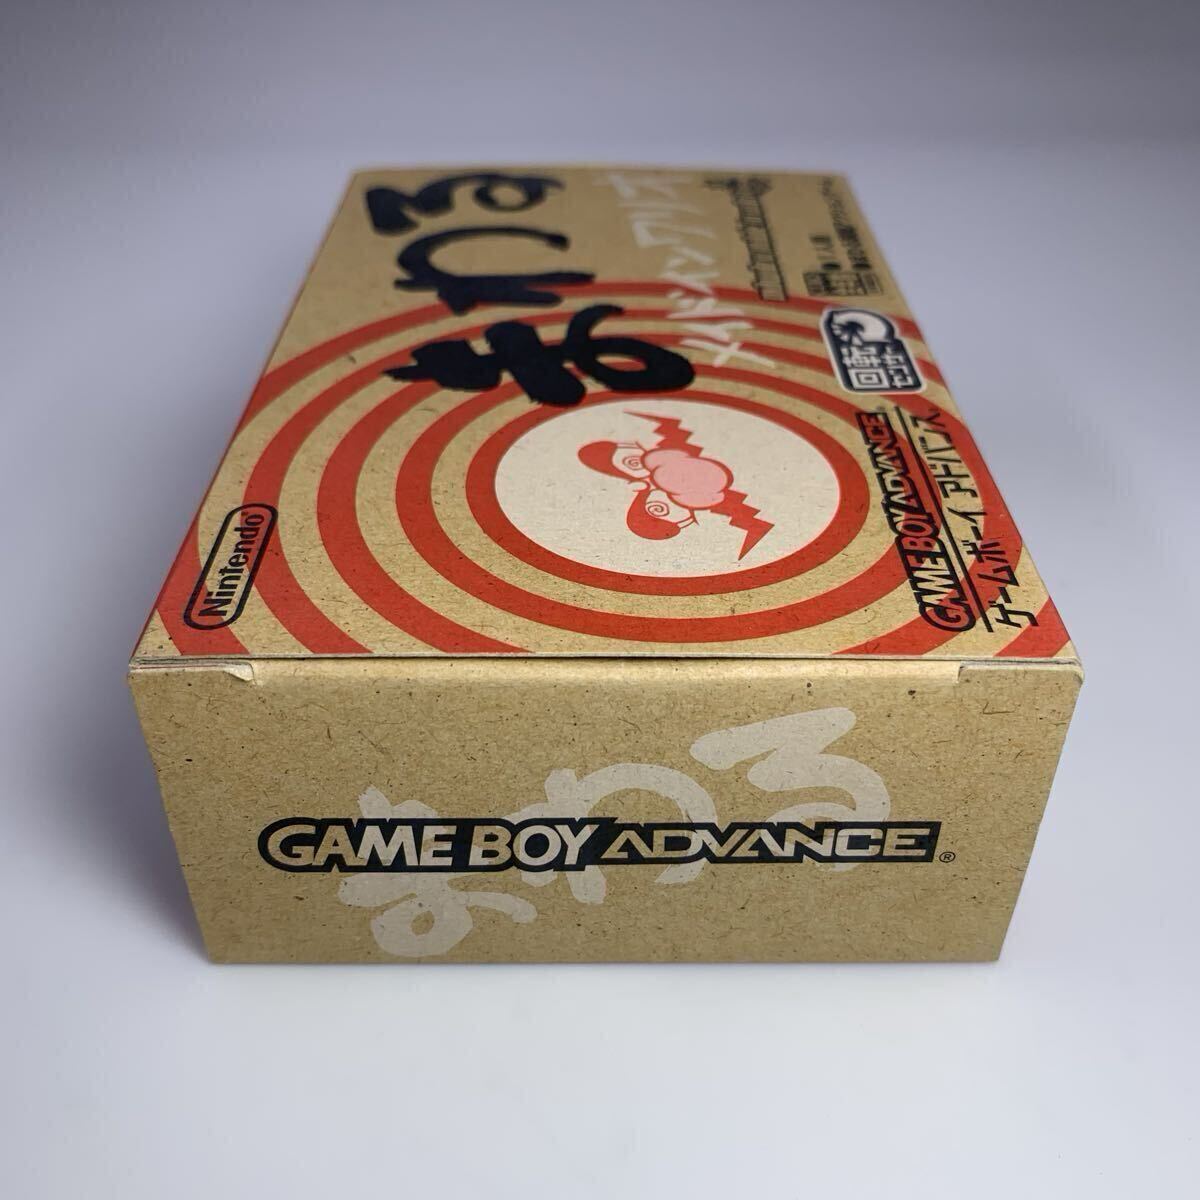 まわる
メイドインワリオ
回転
センサー
GAME BOY ADVANCE
ゲームボーイ アドバンス
Nintendo
まわる
GAME BOY ADVANCE®